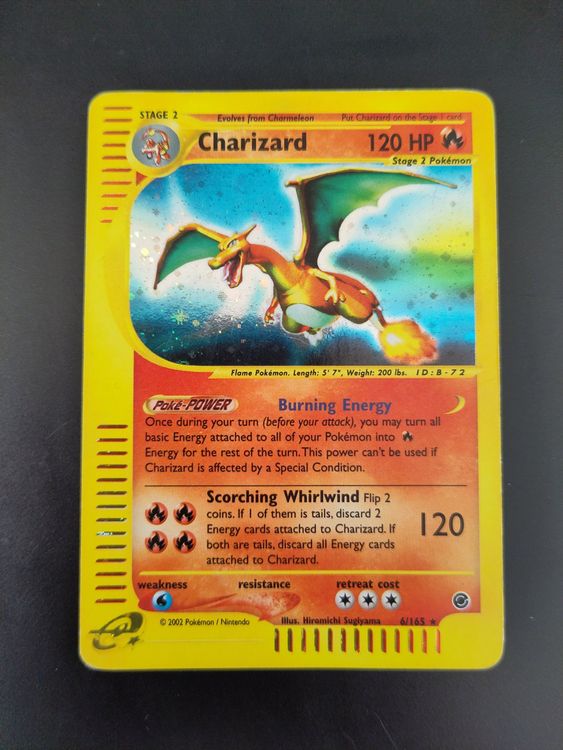 STAGE 2
Evolves from Charmeleon
Put Charizard on the Stage 1 card
Charizard
120 HP
Stage 2 Pokémon
Flame Pokémon. Length: 5' 7", Weight: 200 lbs. ID: B - 72
Poké-POWER Burning Energy
Once during your turn (before your attack), you may turn all
basic Energy attached to all of your Pokémon into
Energy for the rest of the turn. This power can't be used if
Charizard is affected by a Special Condition.
Scorching Whirlwind Flip 2
coins. If 1 of them is tails, discard 2
Energy cards attached to Charizard. If
both are tails, discard all Energy cards
attached to Charizard.
120
weakness resistance retreat cost
© 2002 Pokémon / Nintendo
Illus. Hiromichi Sugiyama
6/165 ★
e